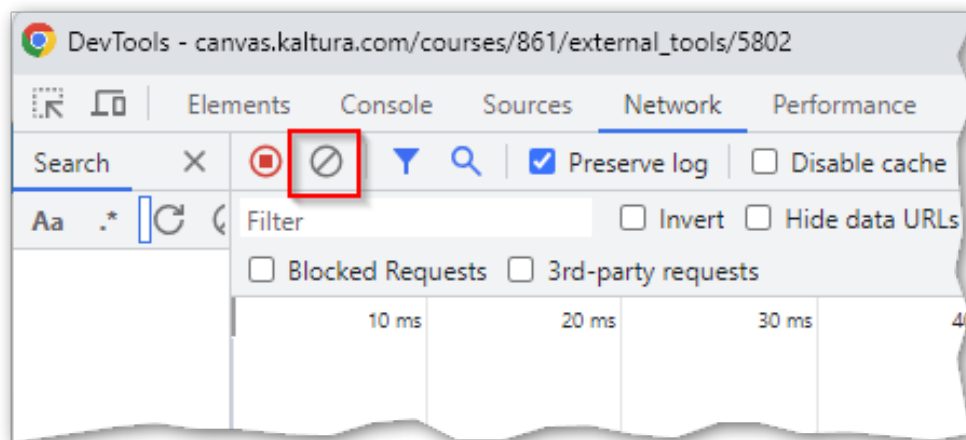 DevTools - canvas.kaltura.com/courses/861/external_tools/5802
Elements Console Sources Network Performance
Search Preserve log Disable cache
Aa .* Filter Invert Hide data URLs
Blocked Requests 3rd-party requests
10 ms 20 ms 30 ms